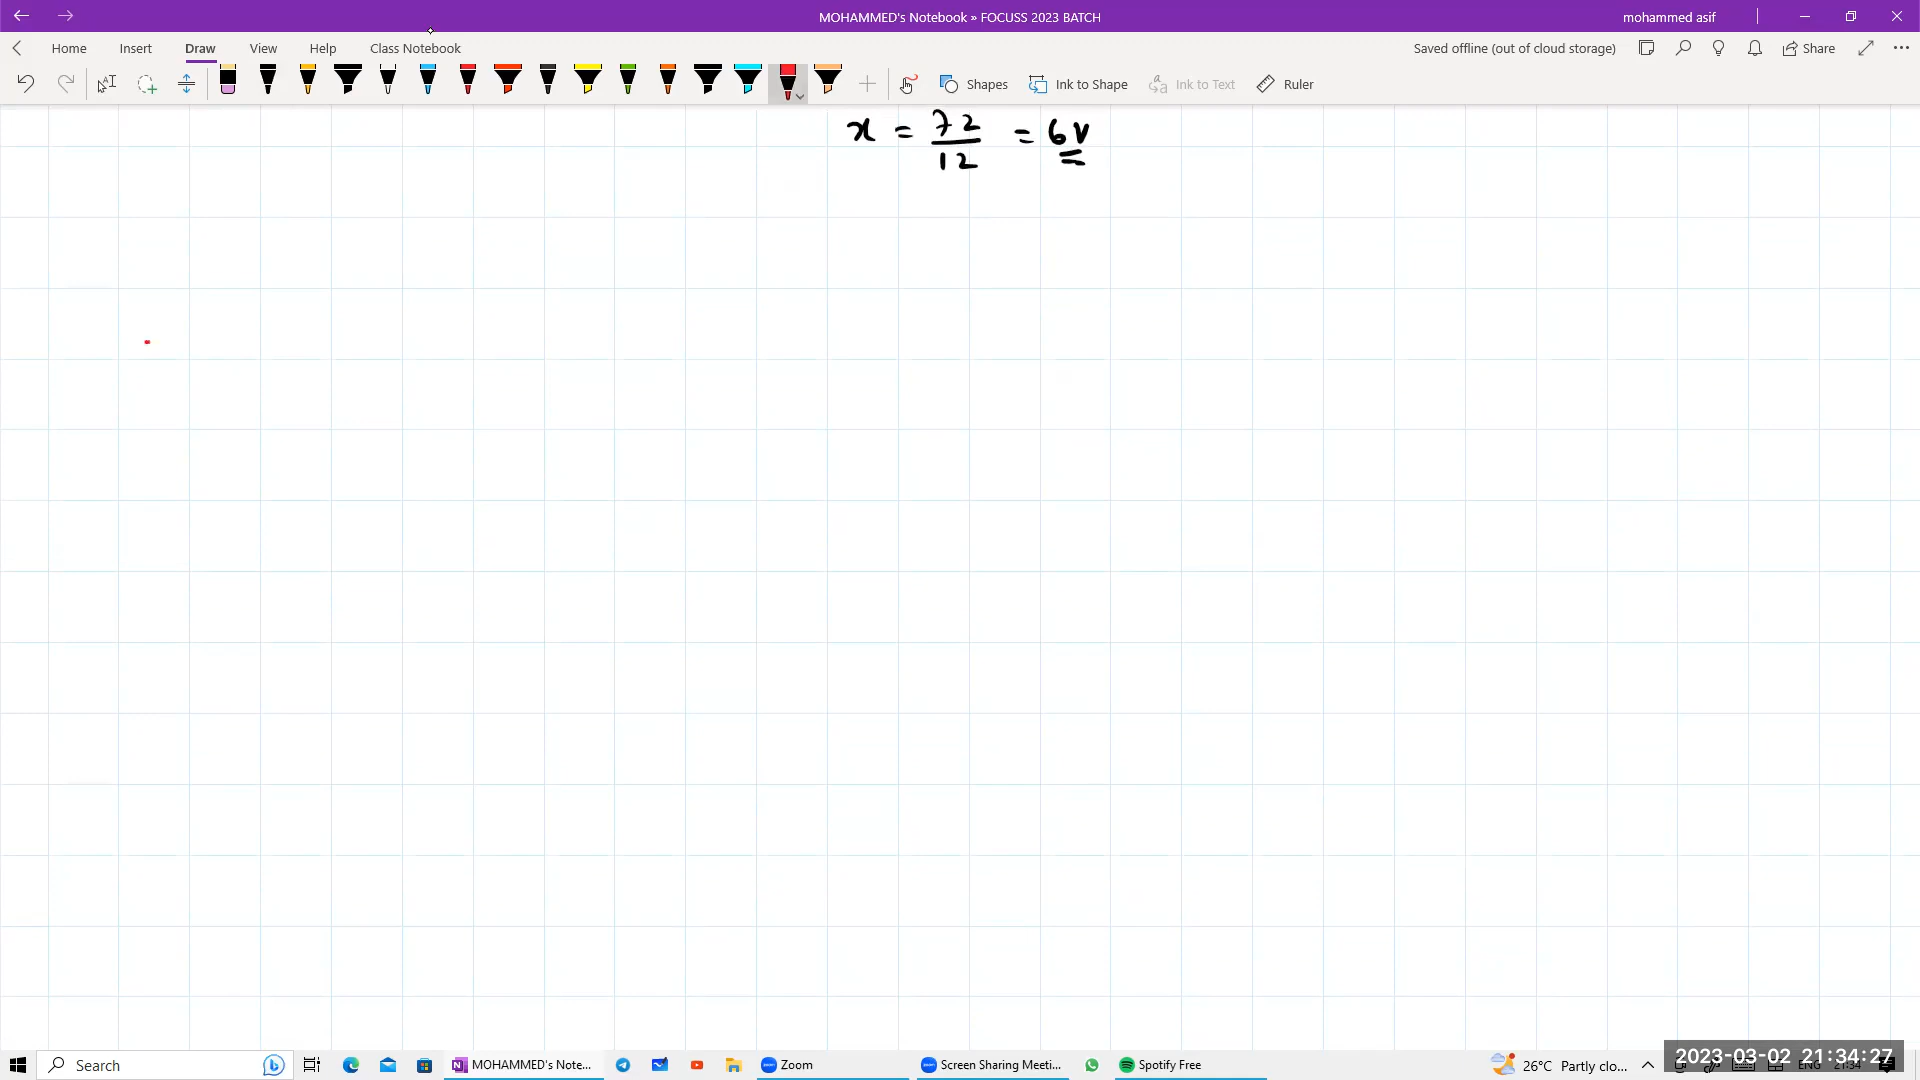 MOHAMMED's Notebook » FOCUSS 2023 BATCH
mohammed asif
Home Insert Draw View Help Class Notebook
Saved offline (out of cloud storage)
Share
Shapes Ink to Shape Ink to Text Ruler
x = 72/12 = 6V
Search
MOHAMMED's Note...
Zoom
Screen Sharing Meeti...
Spotify Free
26°C Partly clo...
ENG
2023-03-02 21:34:27